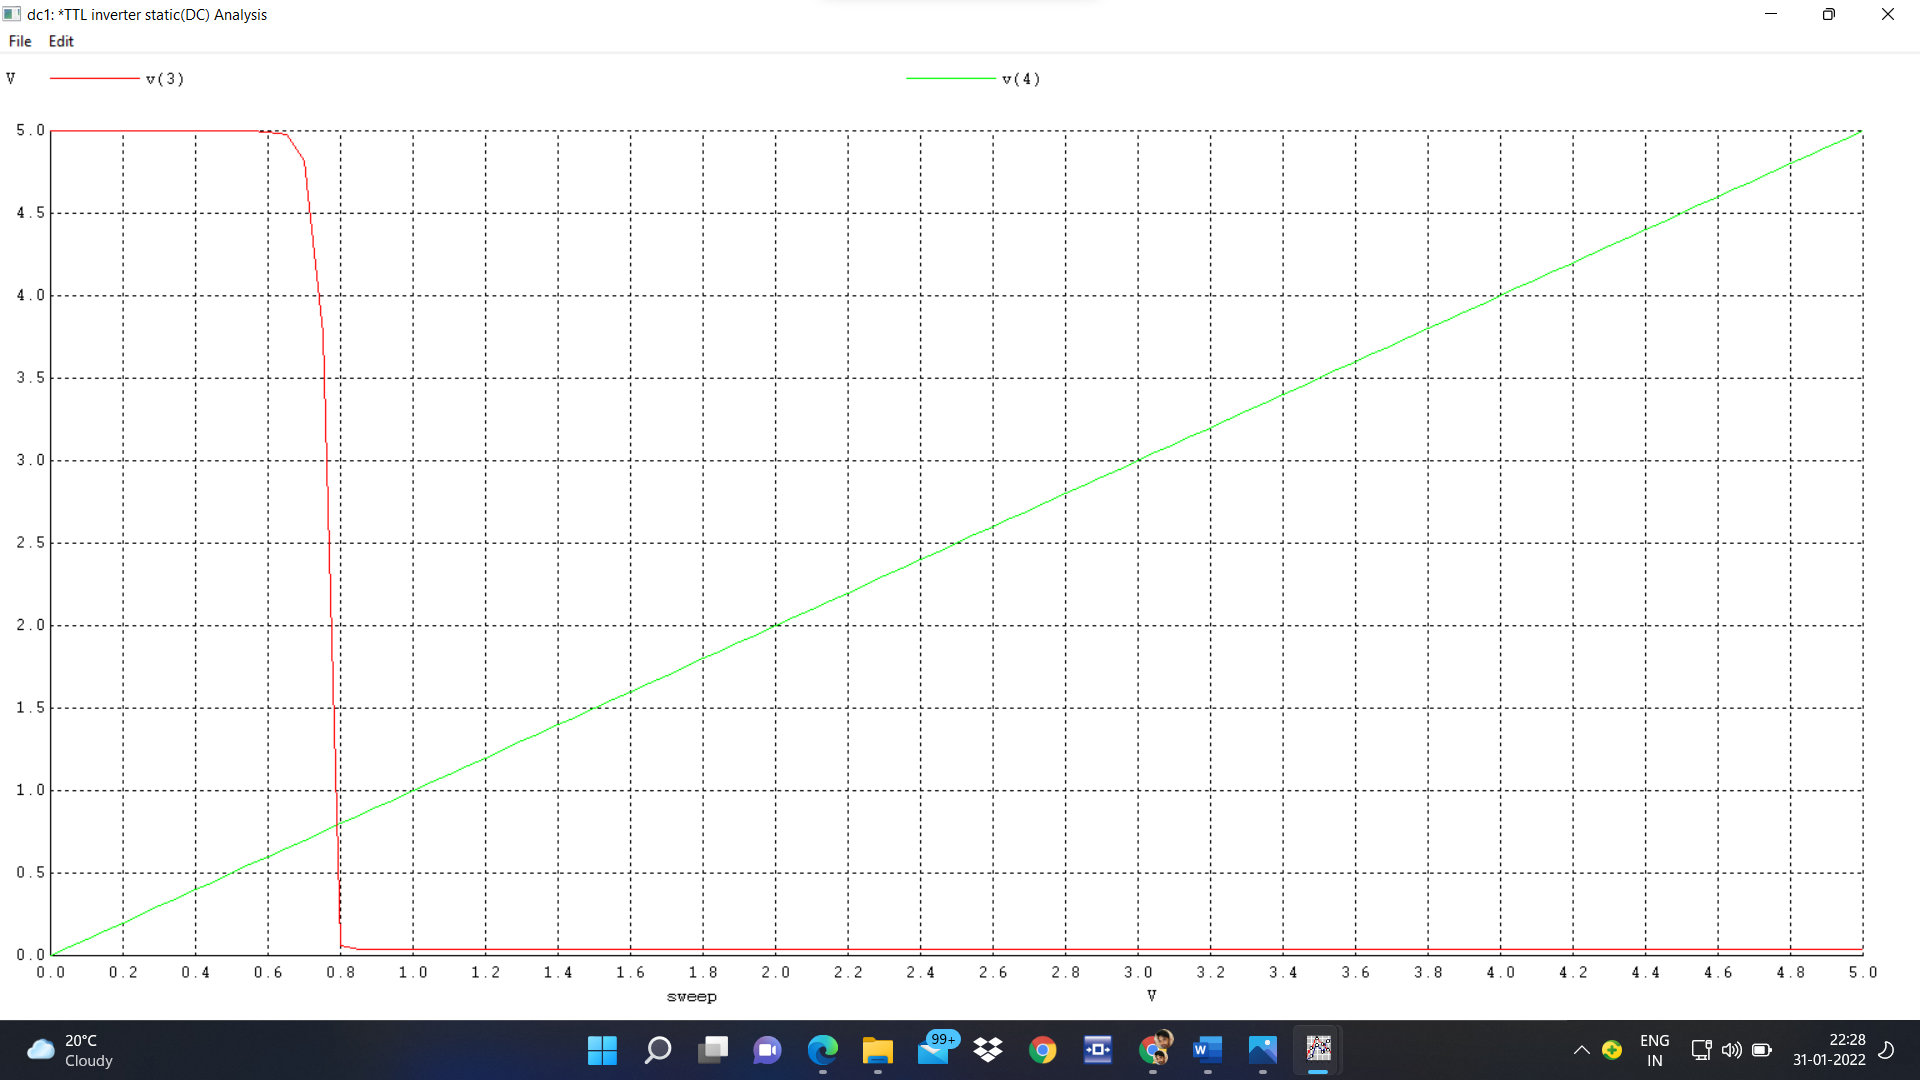 dc1: *TTL inverter static(DC) Analysis
File Edit
V v(3) v(4)
5.0
4.5
4.0
3.5
3.0
2.5
2.0
1.5
1.0
0.5
0.0
0.0 0.2 0.4 0.6 0.8 1.0 1.2 1.4 1.6 1.8 2.0 2.2 2.4 2.6 2.8 3.0 3.2 3.4 3.6 3.8 4.0 4.2 4.4 4.6 4.8 5.0
sweep V
20°C
Cloudy
99+
W
ENG
IN
22:28
31-01-2022